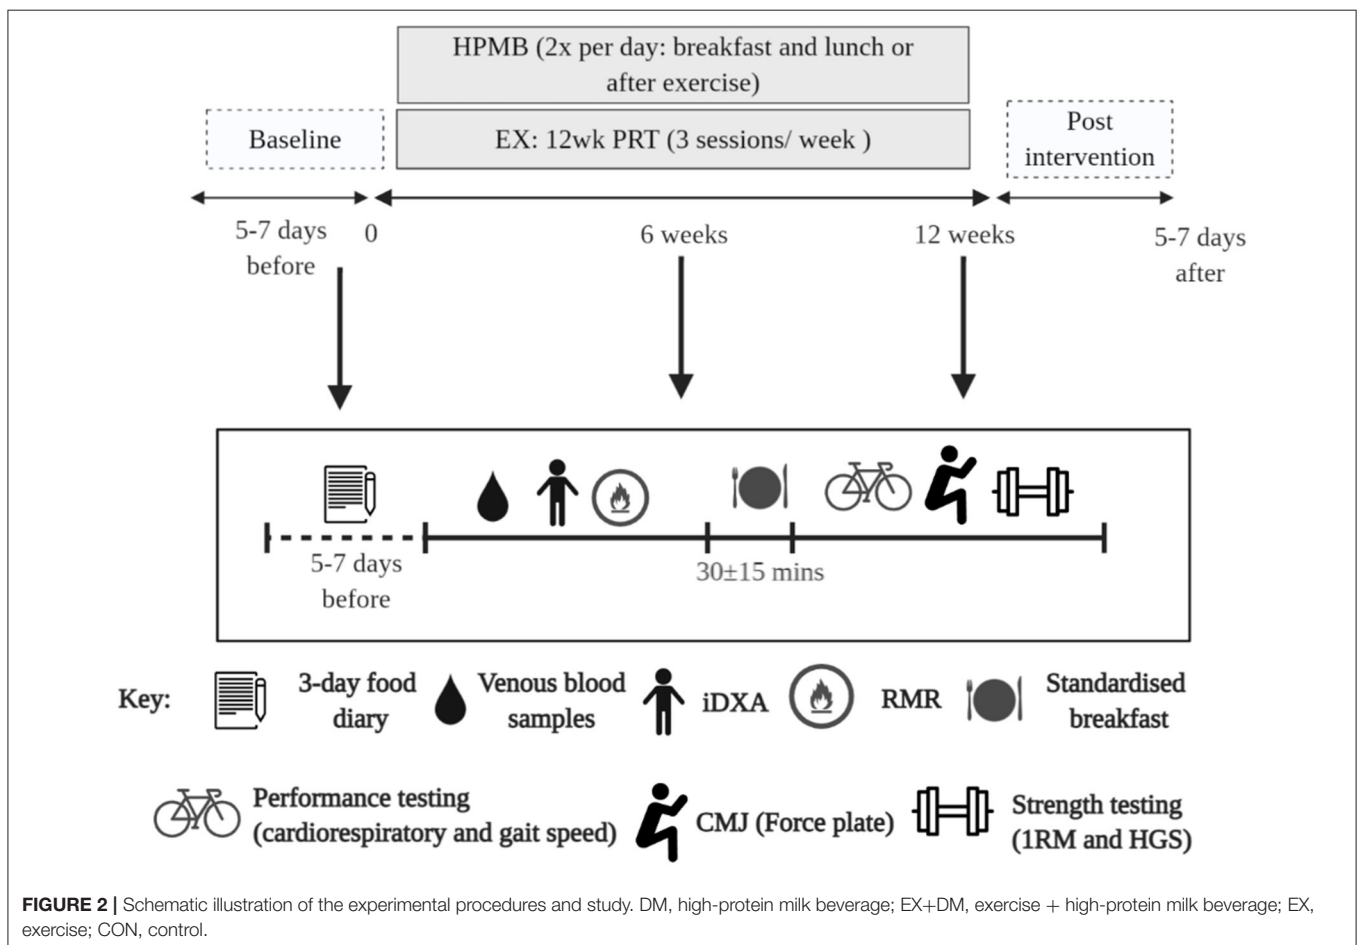 HPMB (2x per day: breakfast and lunch or
after exercise)
EX: 12wk PRT (3 sessions/ week )
Baseline
Post
intervention
5-7 days
before
0
6 weeks
12 weeks
5-7 days
after
5-7 days
before
30±15 mins
Key:
3-day food
diary
Venous blood
samples
iDXA
RMR
Standardised
breakfast
Performance testing
(cardiorespiratory and gait speed)
CMJ (Force plate)
Strength testing
(1RM and HGS)
FIGURE 2 | Schematic illustration of the experimental procedures and study. DM, high-protein milk beverage; EX+DM, exercise + high-protein milk beverage; EX,
exercise; CON, control.